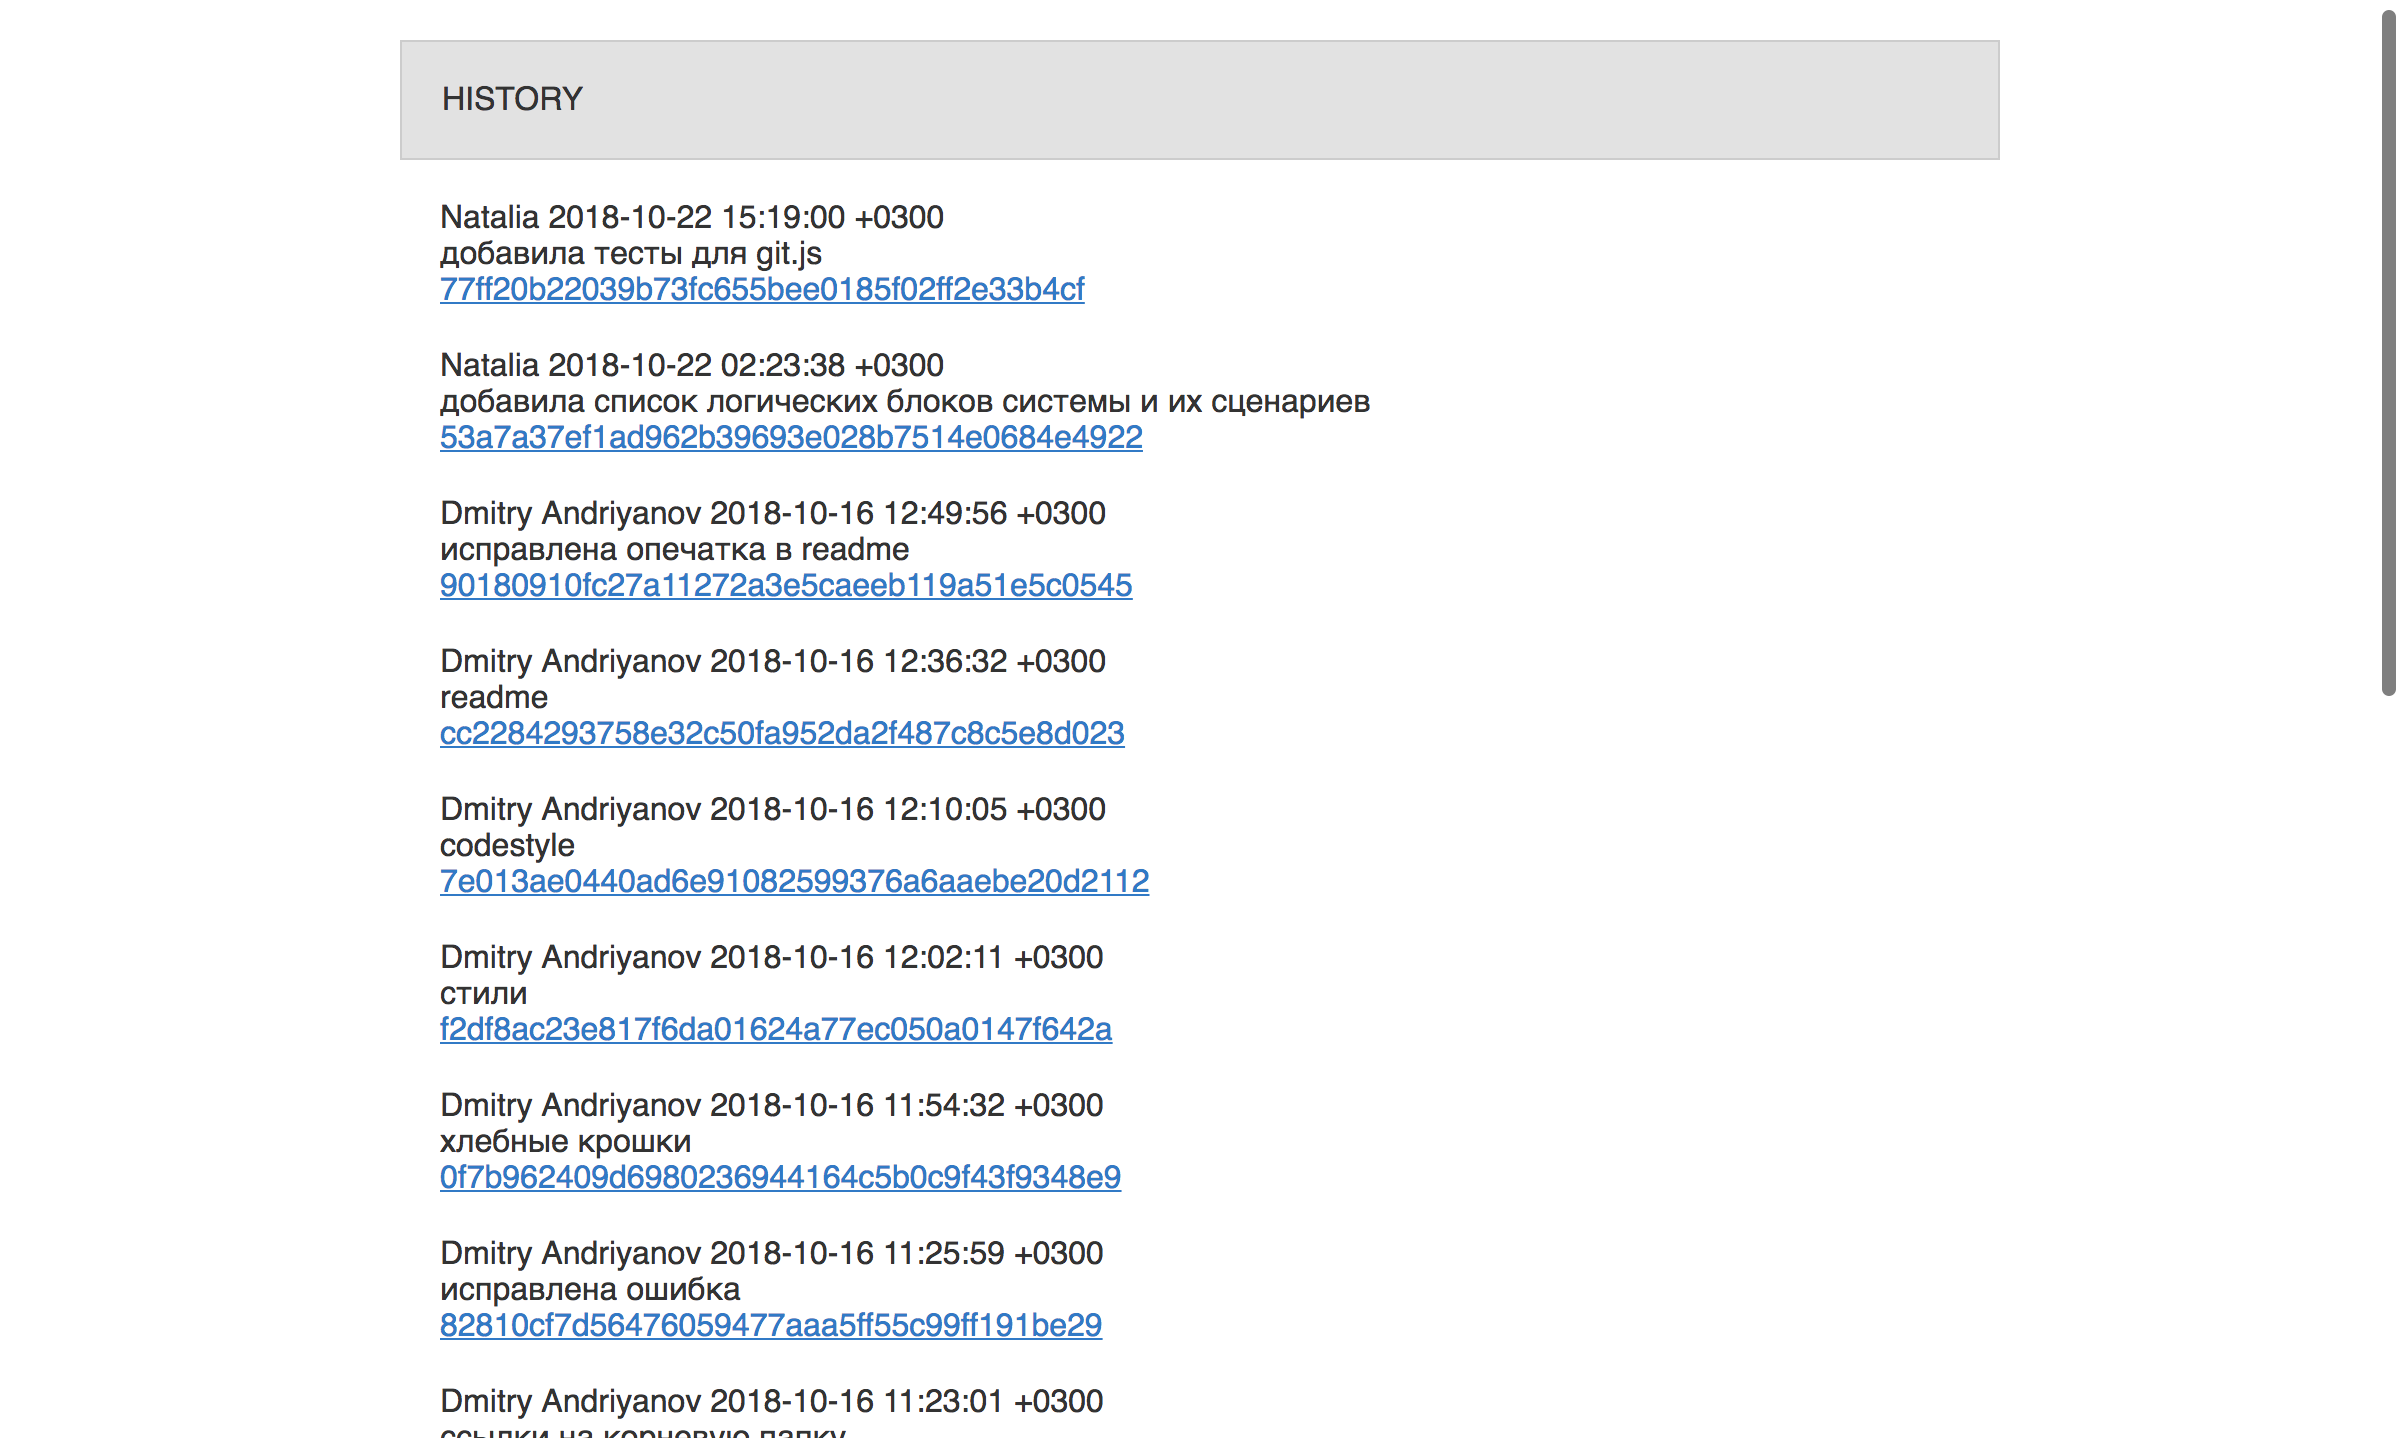 HISTORY
Natalia 2018-10-22 15:19:00 +0300
добавила тесты для git.js
77ff20b22039b73fc655bee0185f02ff2e33b4cf
Natalia 2018-10-22 02:23:38 +0300
добавила список логических блоков системы и их сценариев
53a7a37ef1ad962b39693e028b7514e0684e4922
Dmitry Andriyanov 2018-10-16 12:49:56 +0300
исправлена опечатка в readme
90180910fc27a11272a3e5caeeb119a51e5c0545
Dmitry Andriyanov 2018-10-16 12:36:32 +0300
readme
cc2284293758e32c50fa952da2f487c8c5e8d023
Dmitry Andriyanov 2018-10-16 12:10:05 +0300
codestyle
7e013ae0440ad6e91082599376a6aaebe20d2112
Dmitry Andriyanov 2018-10-16 12:02:11 +0300
стили
f2df8ac23e817f6da01624a77ec050a0147f642a
Dmitry Andriyanov 2018-10-16 11:54:32 +0300
хлебные крошки
0f7b962409d6980236944164c5b0c9f43f9348e9
Dmitry Andriyanov 2018-10-16 11:25:59 +0300
исправлена ошибка
82810cf7d56476059477aaa5ff55c99ff191be29
Dmitry Andriyanov 2018-10-16 11:23:01 +0300
ссылки на корневую папку